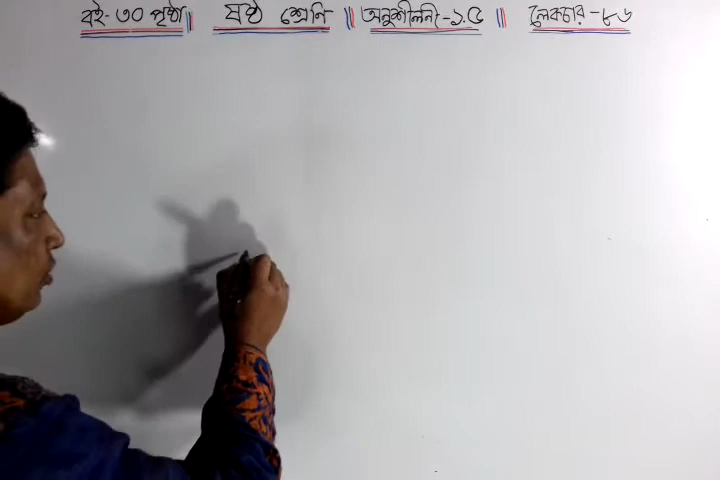 বই- ৩০ পৃষ্ঠা || ষষ্ঠ শ্রেনি || অনুশীলনী-১.৫ || লেকচার-৮৬